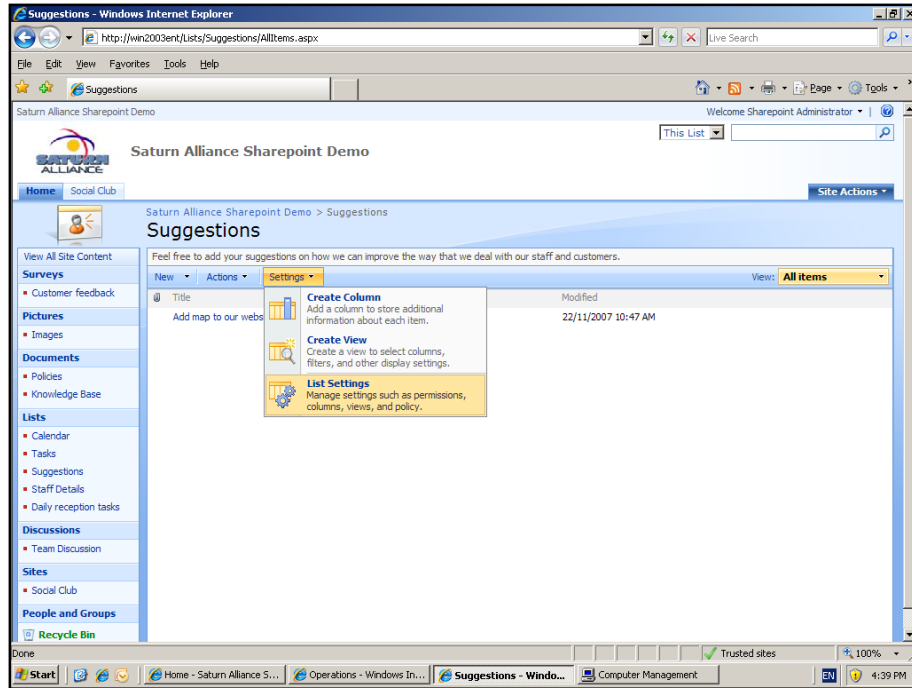 Suggestions - Windows Internet Explorer
http://win2003ent/Lists/Suggestions/AllItems.aspx
Live Search
File Edit View Favorites Tools Help
Suggestions
Page Tools
Saturn Alliance Sharepoint Demo
Welcome Sharepoint Administrator
This List
SATURN
ALLIANCE
Saturn Alliance Sharepoint Demo
Home Social Club
Site Actions
Saturn Alliance Sharepoint Demo > Suggestions
Suggestions
View All Site Content
Feel free to add your suggestions on how we can improve the way that we deal with our staff and customers.
Surveys
New Actions Settings
View: All items
Customer feedback
Title
Modified
Create Column
Add a column to store additional
information about each item.
Add map to our webs
22/11/2007 10:47 AM
Create View
Create a view to select columns,
filters, and other display settings.
List Settings
Manage settings such as permissions,
columns, views, and policy.
Pictures
Images
Documents
Policies
Knowledge Base
Lists
Calendar
Tasks
Suggestions
Staff Details
Daily reception tasks
Discussions
Team Discussion
Sites
Social Club
People and Groups
Recycle Bin
Done
Trusted sites
100%
Start
Home - Saturn Alliance S...
Operations - Windows In...
Suggestions - Windo...
Computer Management
EN
4:39 PM